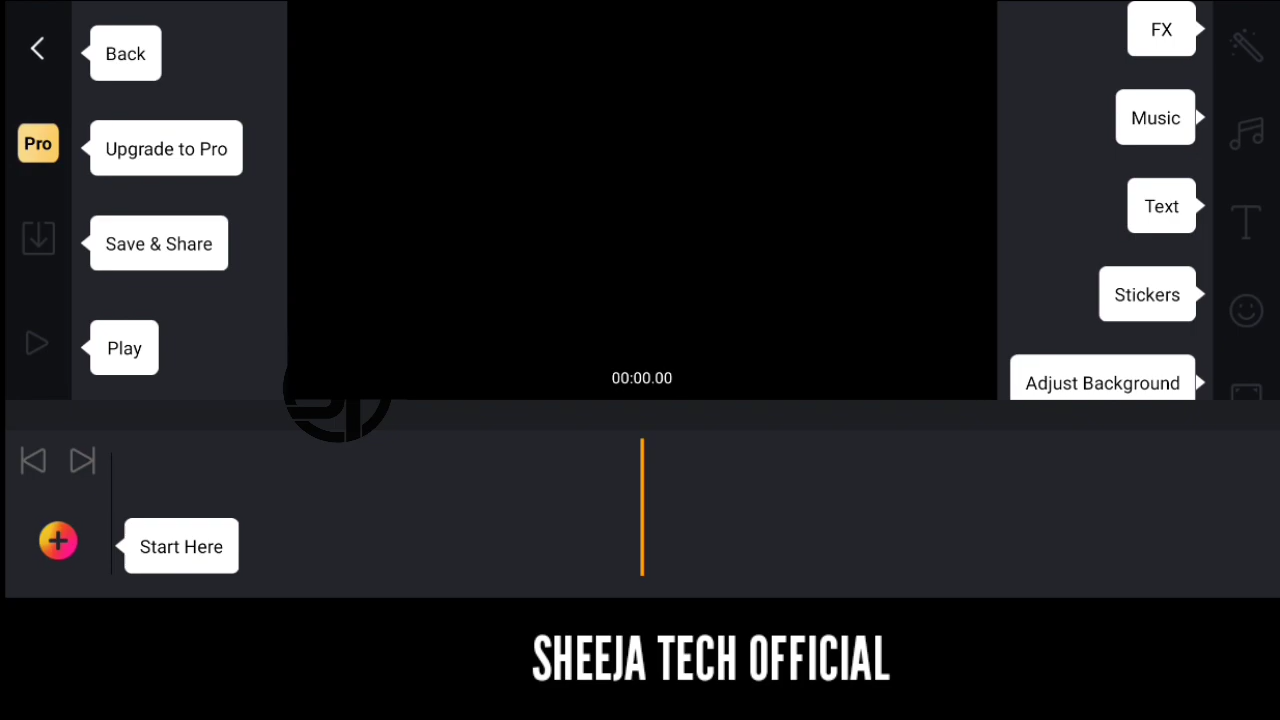 Back
Pro
Upgrade to Pro
Save & Share
Play
FX
Music
Text
Stickers
Adjust Background
00:00.00
Start Here
SHEEJA TECH OFFICIAL